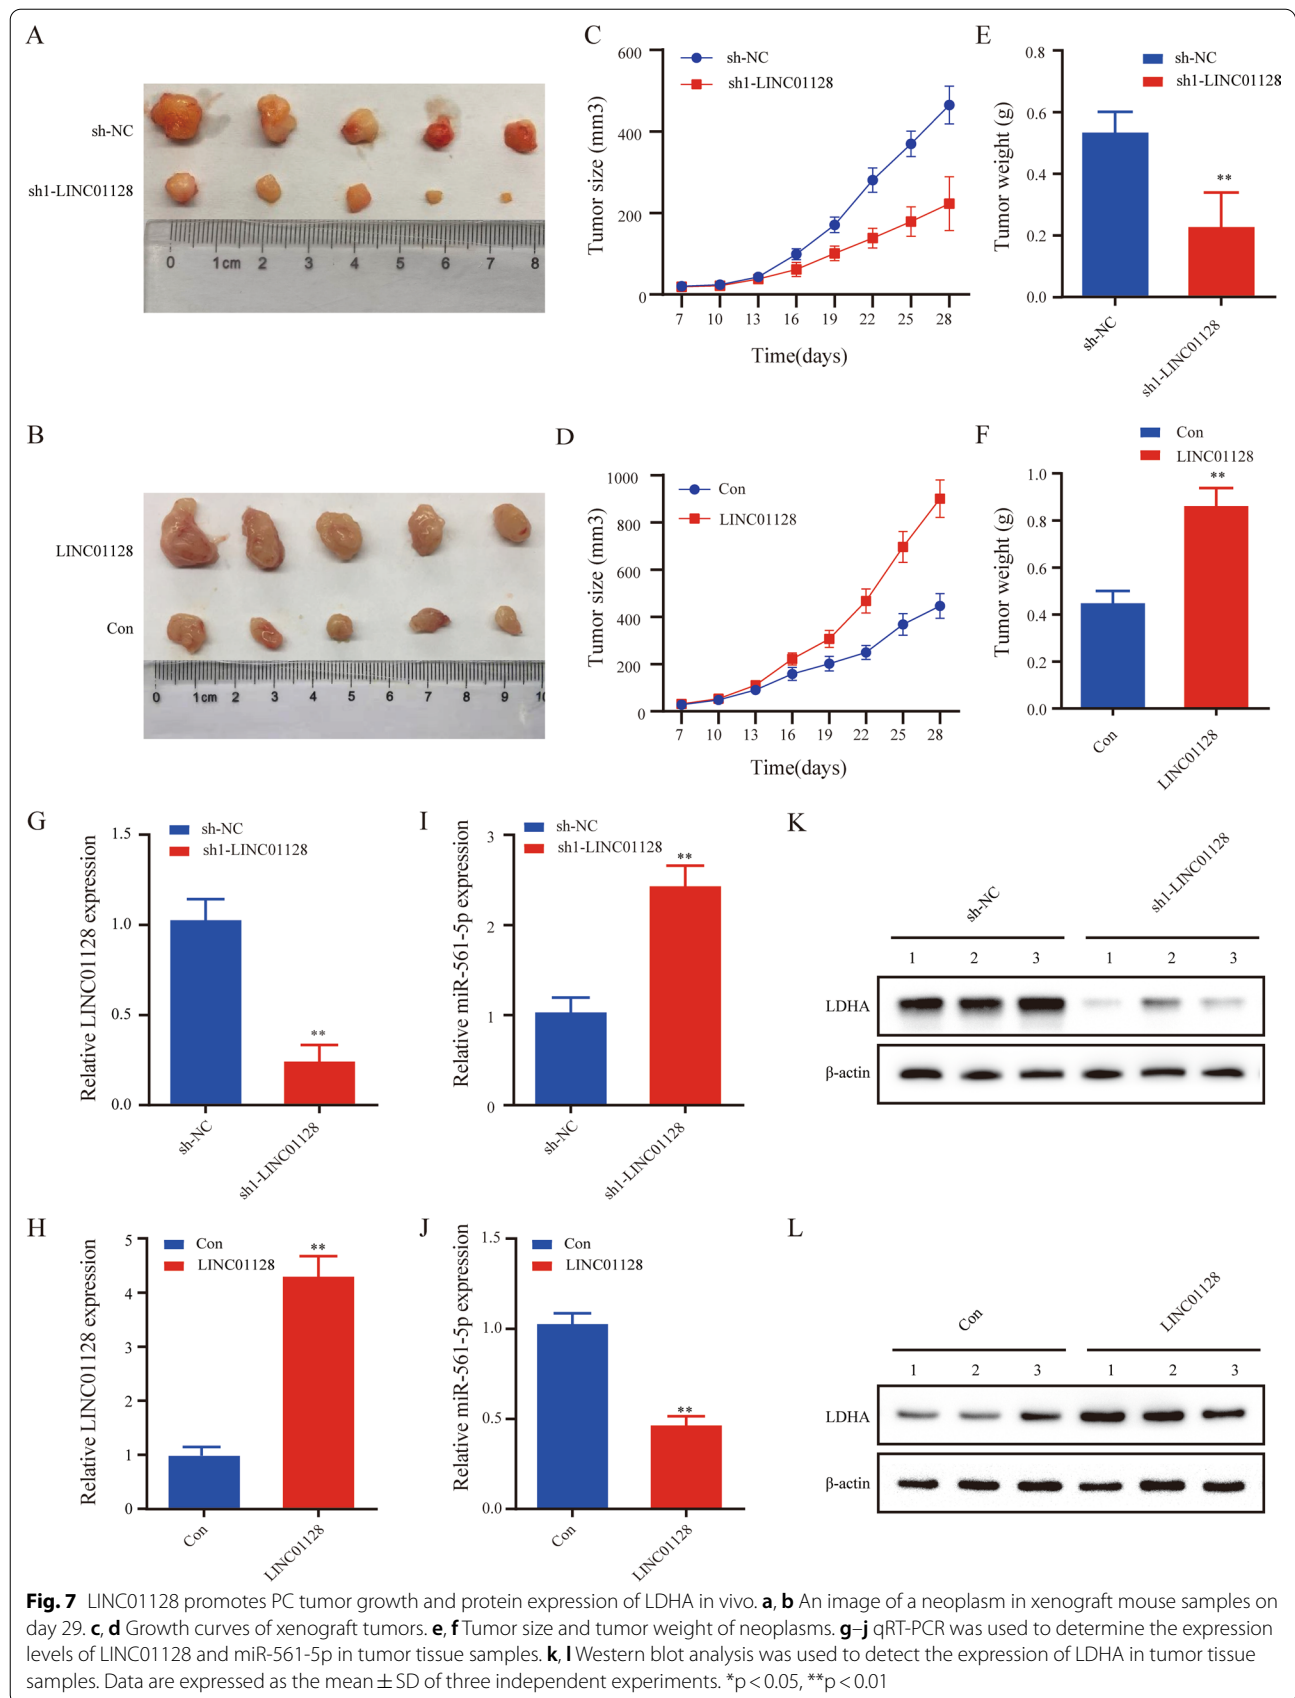 A
sh-NC
sh1-LINC01128
0 1cm 2 3 4 5 6 7 8
C
sh-NC
sh1-LINC01128
Tumor size (mm3)
600
400
200
0
7 10 13 16 19 22 25 28
Time(days)
E
sh-NC
sh1-LINC01128
Tumor weight (g)
0.8
0.6
0.4
0.2
0.0
**
sh-NC
sh1-LINC01128
B
LINC01128
Con
0 1cm 2 3 4 5 6 7 8 9 10
D
Con
LINC01128
Tumor size (mm3)
1000
800
600
400
200
0
7 10 13 16 19 22 25 28
Time(days)
F
Con
LINC01128
**
Tumor weight (g)
1.0
0.8
0.6
0.4
0.2
0.0
Con
LINC01128
G
sh-NC
sh1-LINC01128
Relative LINC01128 expression
1.5
1.0
0.5
0.0
**
sh-NC
sh1-LINC01128
I
sh-NC
sh1-LINC01128
**
Relative miR-561-5p expression
3
2
1
0
sh-NC
sh1-LINC01128
K
sh-NC
sh1-LINC01128
1 2 3 1 2 3
LDHA
β-actin
H
Con
LINC01128
**
Relative LINC01128 expression
5
4
3
2
1
0
Con
LINC01128
J
Con
LINC01128
Relative miR-561-5p expression
1.5
1.0
0.5
0.0
**
Con
LINC01128
L
Con
LINC01128
1 2 3 1 2 3
LDHA
β-actin
Fig. 7 LINC01128 promotes PC tumor growth and protein expression of LDHA in vivo. a, b An image of a neoplasm in xenograft mouse samples on
day 29. c, d Growth curves of xenograft tumors. e, f Tumor size and tumor weight of neoplasms. g–j qRT-PCR was used to determine the expression
levels of LINC01128 and miR-561-5p in tumor tissue samples. k, l Western blot analysis was used to detect the expression of LDHA in tumor tissue
samples. Data are expressed as the mean ± SD of three independent experiments. *p < 0.05, **p < 0.01